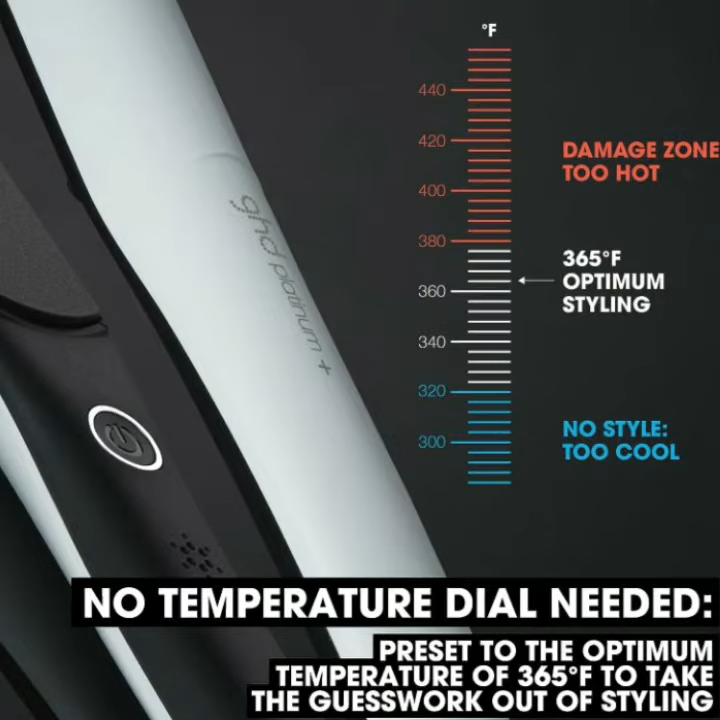 °F
440
420
400
380
360
340
320
300
DAMAGE ZONE
TOO HOT
365°F
OPTIMUM
STYLING
NO STYLE:
TOO COOL
ghd platinum +
NO TEMPERATURE DIAL NEEDED:
PRESET TO THE OPTIMUM
TEMPERATURE OF 365°F TO TAKE
THE GUESSWORK OUT OF STYLING